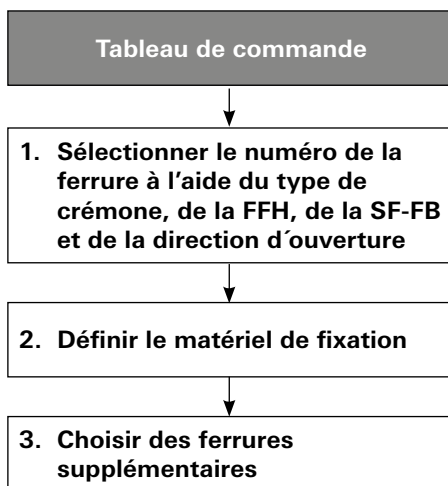 Tableau de commande
1. Sélectionner le numéro de la
ferrure à l'aide du type de
crémone, de la FFH, de la SF-FB
et de la direction d´ouverture
2. Définir le matériel de fixation
3. Choisir des ferrures
supplémentaires